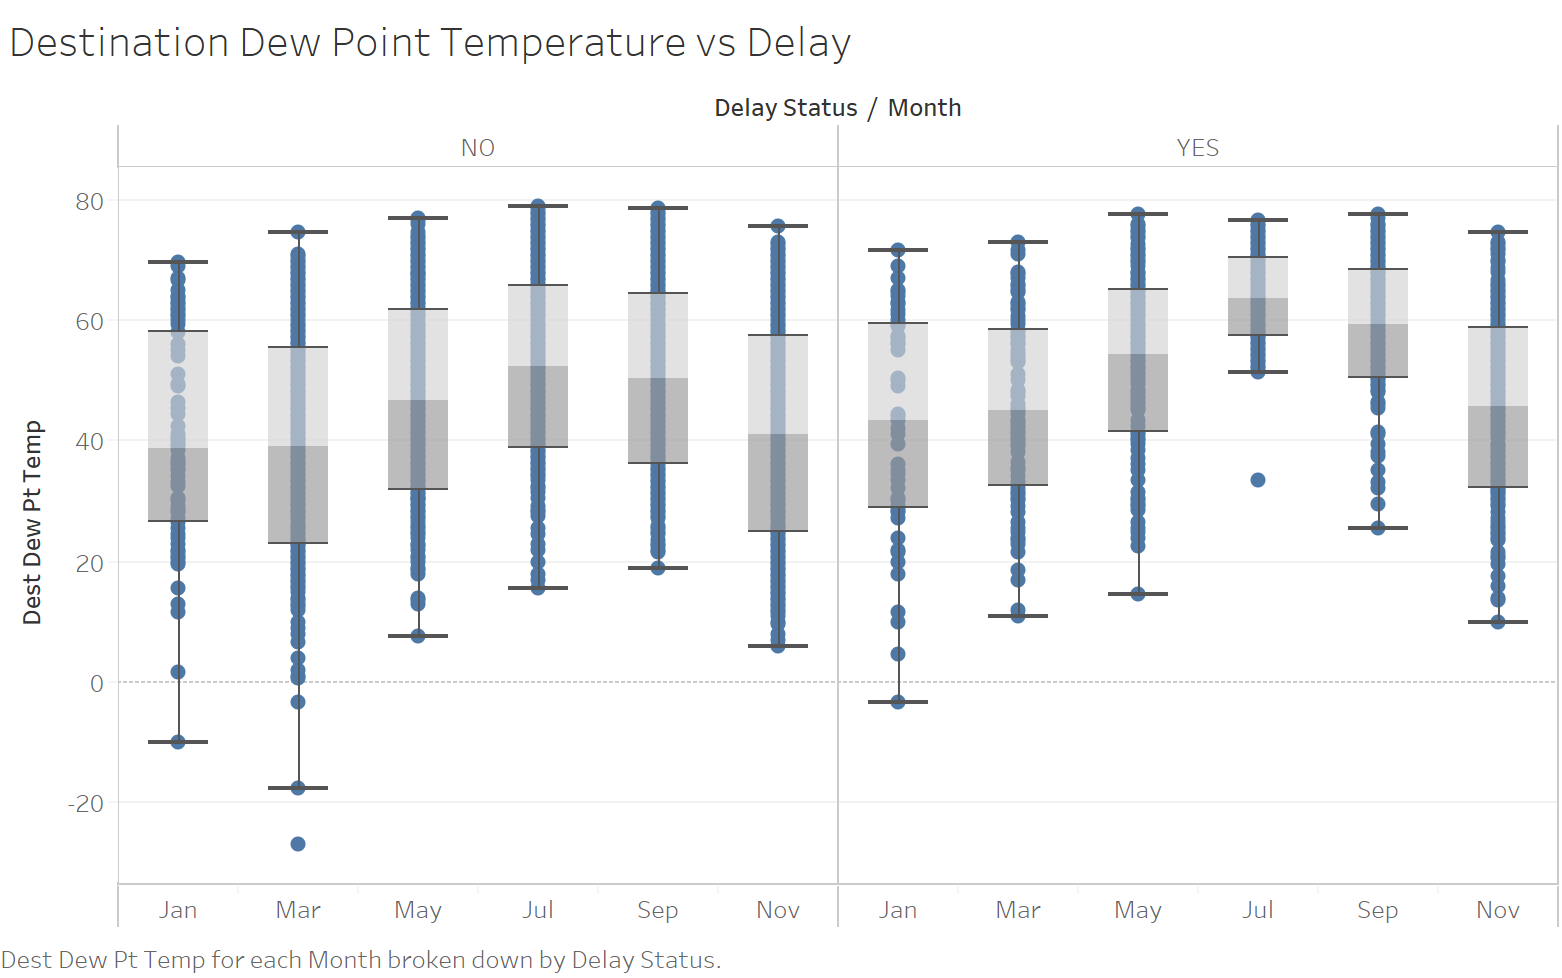 Destination Dew Point Temperature vs Delay
Delay Status / Month
NO YES
80
60
40
20
0
-20
Dest Dew Pt Temp
Jan Mar May Jul Sep Nov Jan Mar May Jul Sep Nov
Dest Dew Pt Temp for each Month broken down by Delay Status.